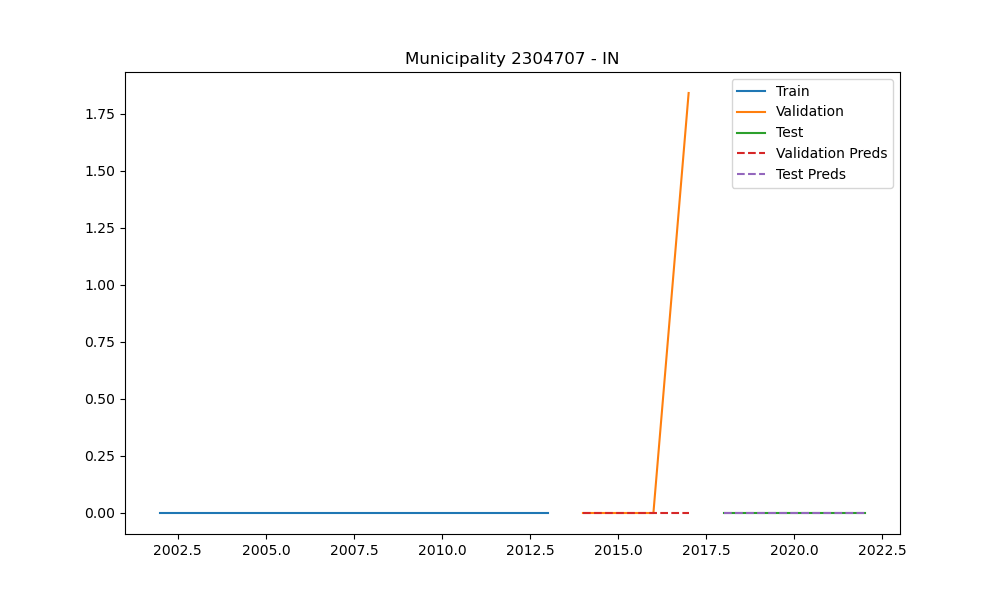 Municipality 2304707 - IN
Train
Validation
Test
Validation Preds
Test Preds
1.75
1.50
1.25
1.00
0.75
0.50
0.25
0.00
2002.5 2005.0 2007.5 2010.0 2012.5 2015.0 2017.5 2020.0 2022.5